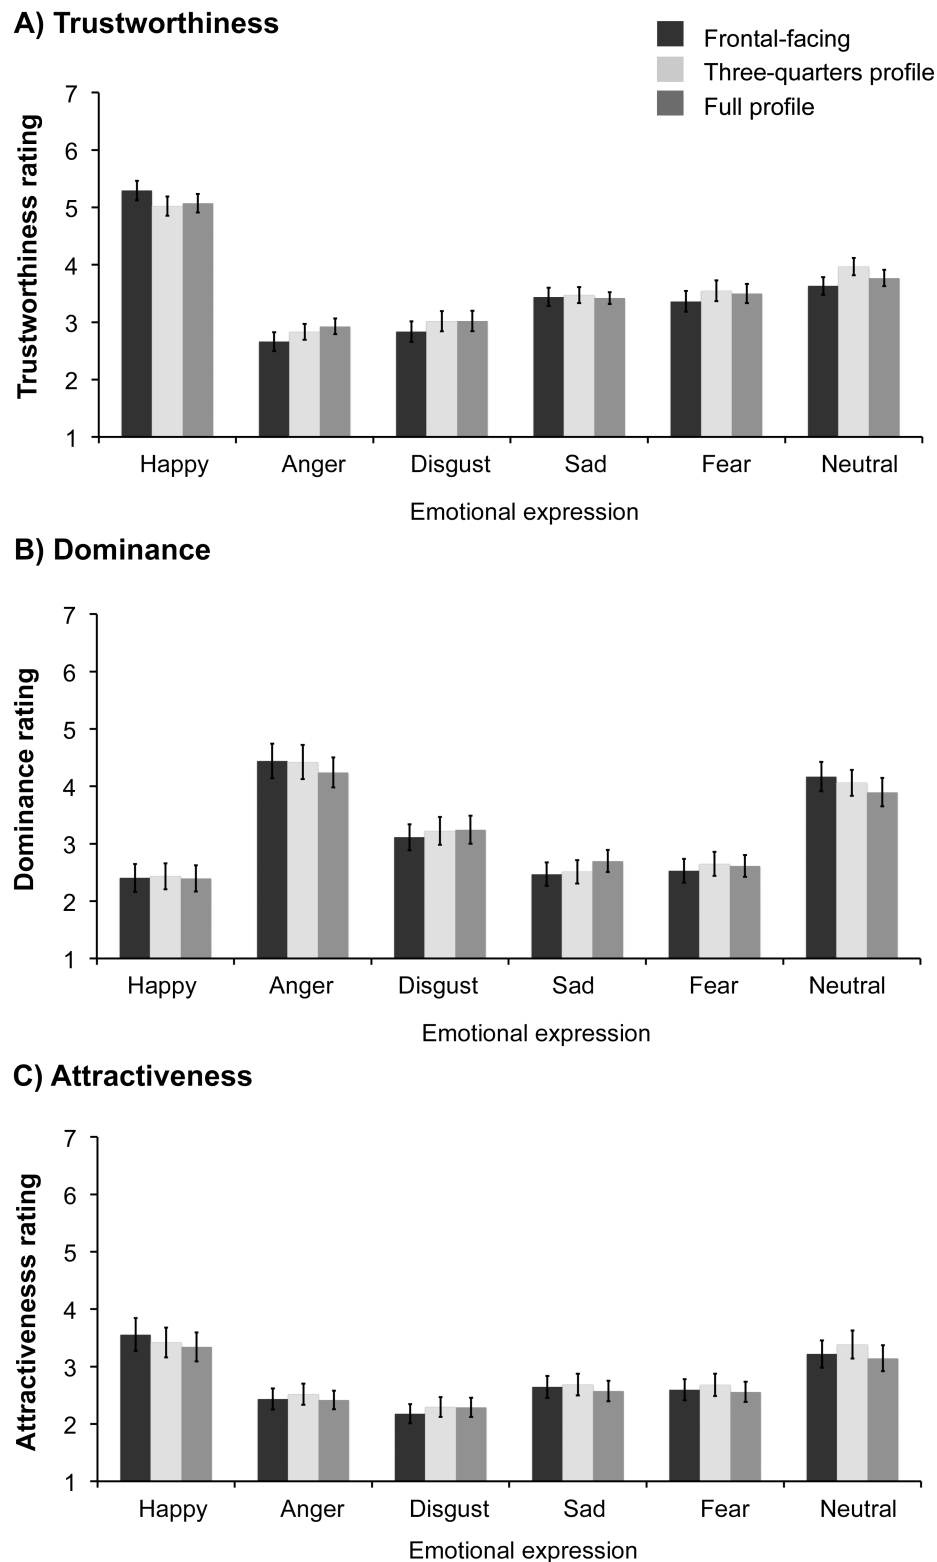 A) Trustworthiness
Frontal-facing
Three-quarters profile
Full profile
Trustworthiness rating
7
6
5
4
3
2
1
Happy Anger Disgust Sad Fear Neutral
Emotional expression
B) Dominance
Dominance rating
7
6
5
4
3
2
1
Happy Anger Disgust Sad Fear Neutral
Emotional expression
C) Attractiveness
Attractivenesss rating
7
6
5
4
3
2
1
Happy Anger Disgust Sad Fear Neutral
Emotional expression